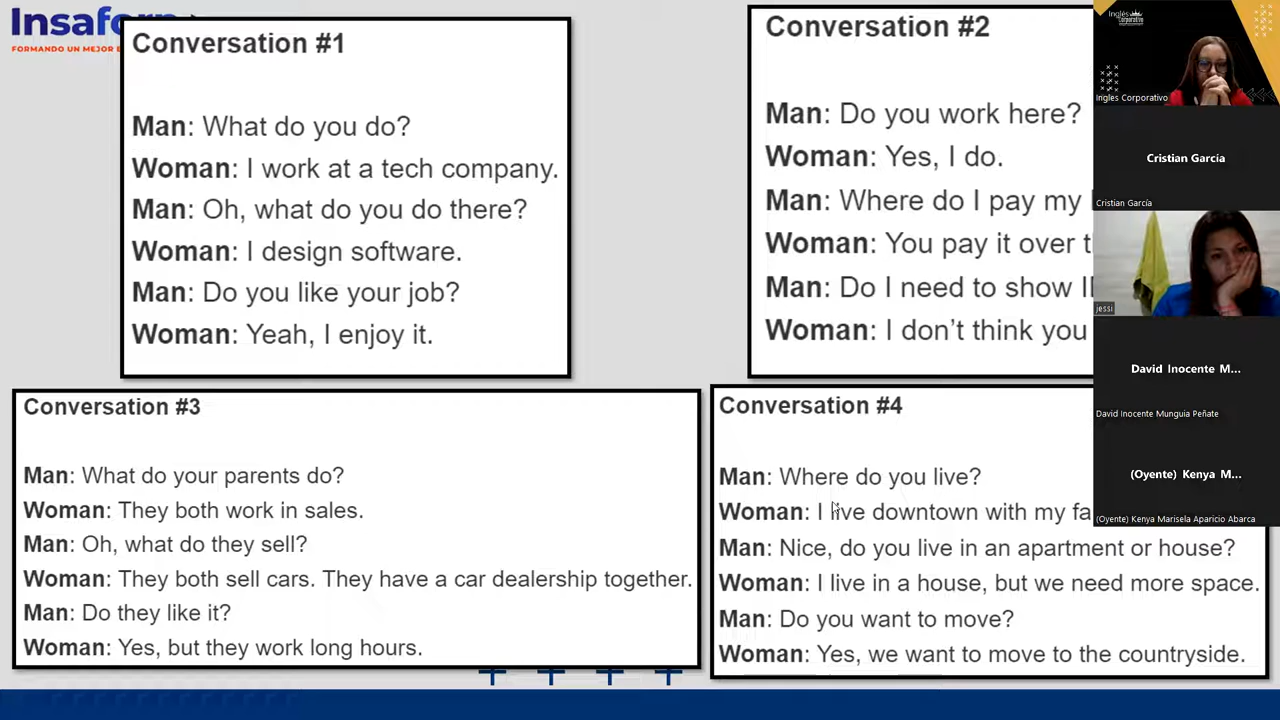 Insafor
FORMANDO UN MEJOR
Conversation #1
Man: What do you do?
Woman: I work at a tech company.
Man: Oh, what do you do there?
Woman: I design software.
Man: Do you like your job?
Woman: Yeah, I enjoy it.
Conversation #2
Man: Do you work here?
Woman: Yes, I do.
Man: Where do I pay my
Woman: You pay it over
Man: Do I need to show
Woman: I don’t think you
Conversation #3
Man: What do your parents do?
Woman: They both work in sales.
Man: Oh, what do they sell?
Woman: They both sell cars. They have a car dealership together.
Man: Do they like it?
Woman: Yes, but they work long hours.
Conversation #4
Man: Where do you live?
Woman: I live downtown with my
Man: Nice, do you live in an apartment or house?
Woman: I live in a house, but we need more space.
Man: Do you want to move?
Woman: Yes, we want to move to the countryside.
Inglés
Corporativo
Ingles Corporativo
Cristian García
Cristian García
jessi
David Inocente M...
David Inocente Munguia Peñate
(Oyente) Kenya M...
(Oyente) Kenya Marisela Aparicio Abarca